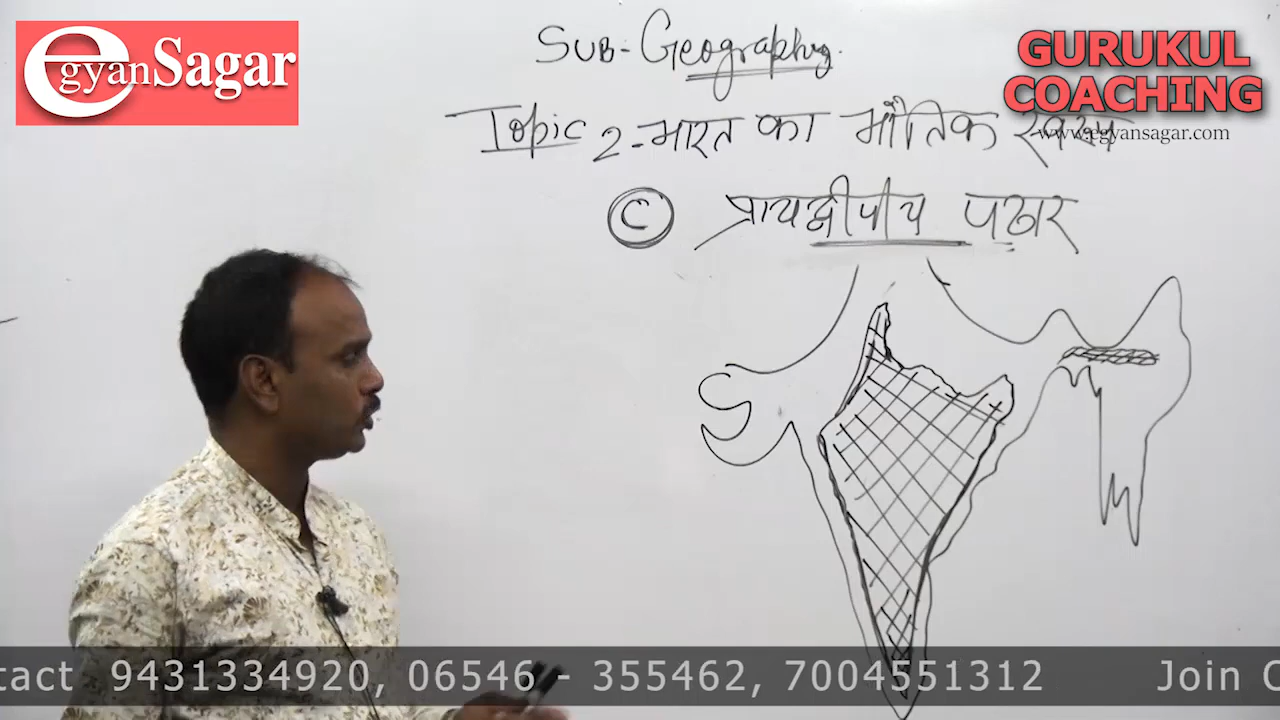 egyanSagar
SUB- Geography.
GURUKUL
COACHING
www.egyansagar.com
Topic 2-भारत का भौतिक स्वरूप
C प्रायद्वीपीय पठार
tact 9431334920, 06546 - 355462, 7004551312 Join C